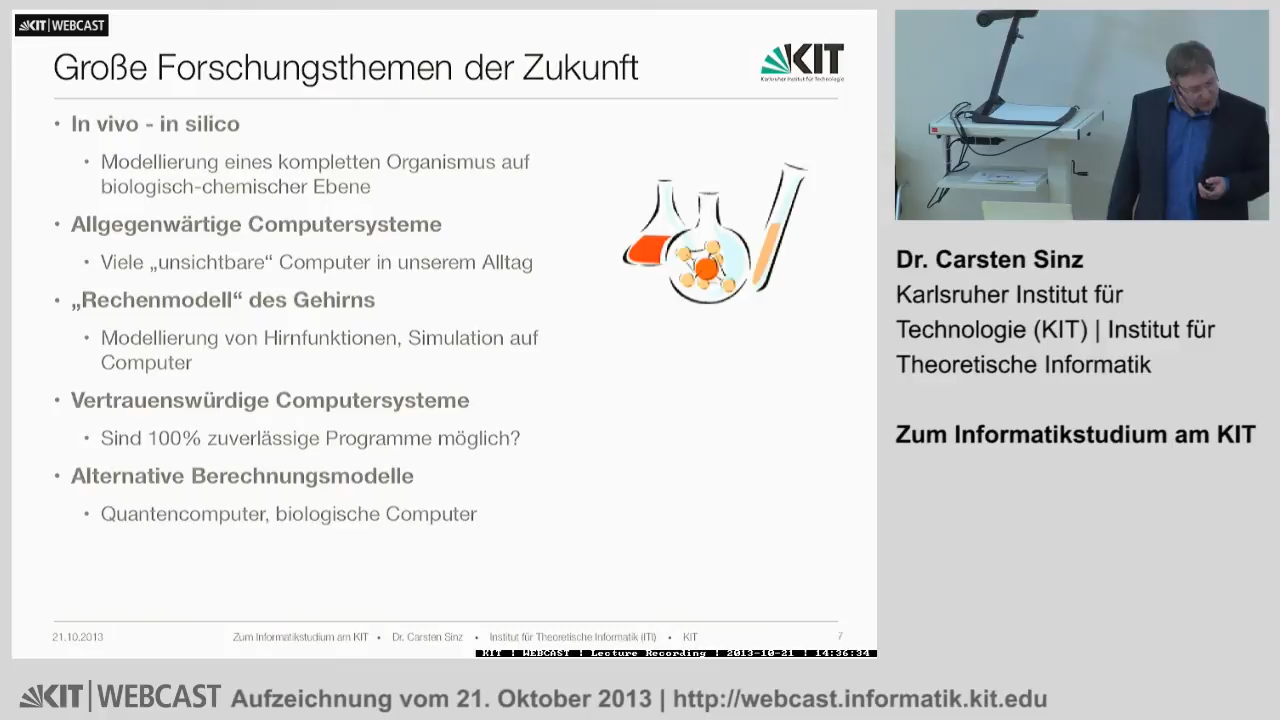 KIT | WEBCAST
Große Forschungsthemen der Zukunft
KIT
Karlsruher Institut für Technologie
• In vivo - in silico
• Modellierung eines kompletten Organismus auf
biologisch-chemischer Ebene
• Allgegenwärtige Computersysteme
• Viele „unsichtbare“ Computer in unserem Alltag
• „Rechenmodell“ des Gehirns
• Modellierung von Hirnfunktionen, Simulation auf
Computer
• Vertrauenswürdige Computersysteme
• Sind 100% zuverlässige Programme möglich?
• Alternative Berechnungsmodelle
• Quantencomputer, biologische Computer
21.10.2013 Zum Informatikstudium am KIT • Dr. Carsten Sinz • Institut für Theoretische Informatik (ITI) • KIT 7
KIT | WEBCAST | Lecture Recording | 2013-10-21 | 14:36:34
Dr. Carsten Sinz
Karlsruher Institut für
Technologie (KIT) | Institut für
Theoretische Informatik
Zum Informatikstudium am KIT
KIT | WEBCAST Aufzeichnung vom 21. Oktober 2013 | http://webcast.informatik.kit.edu